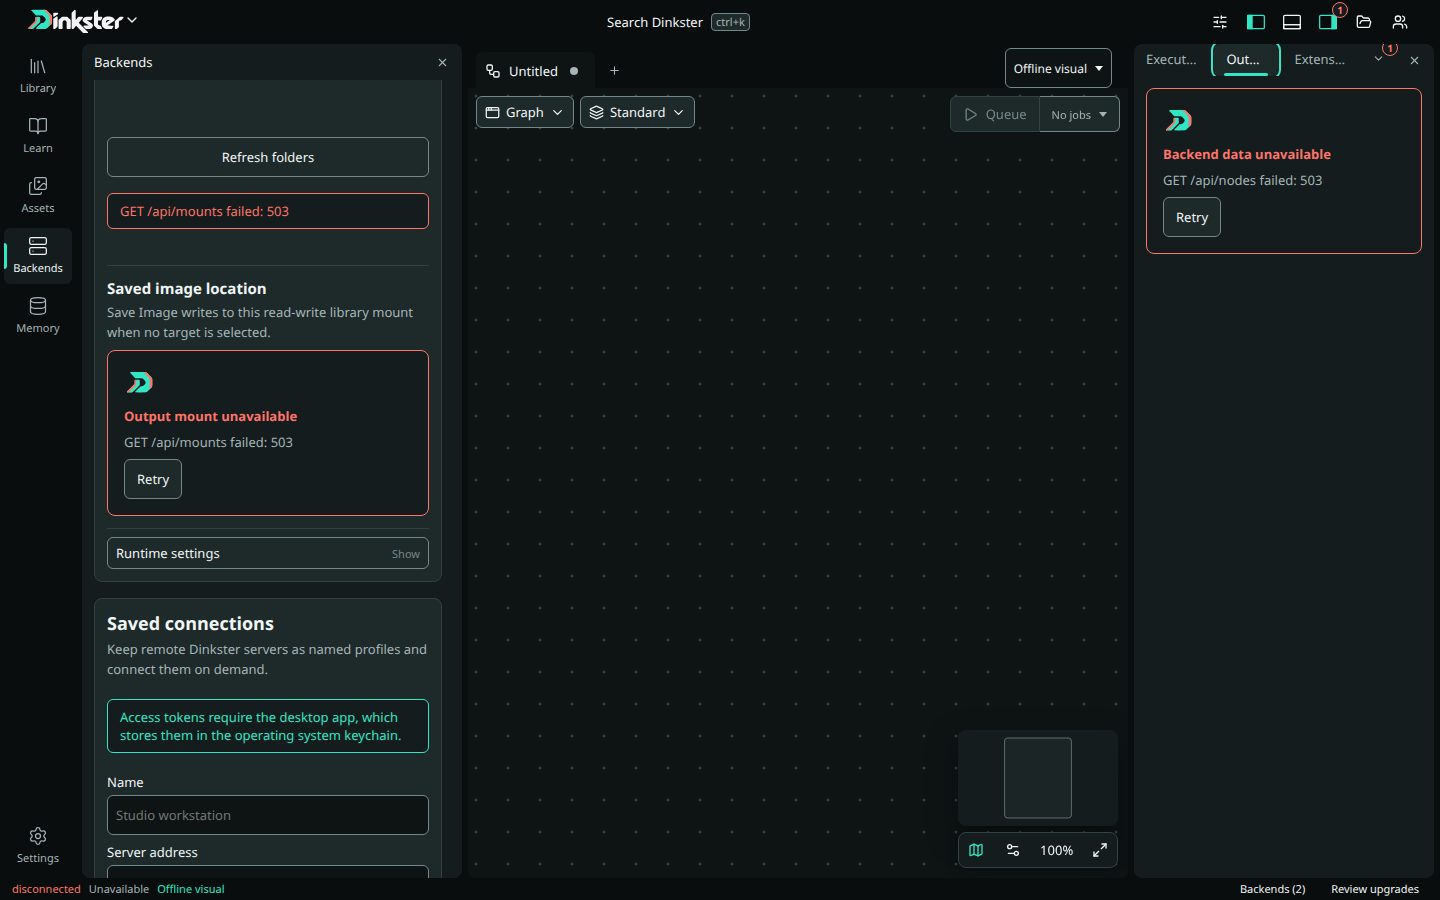 Dinkster
Search Dinkster ctrl+k
1
Library
Learn
Assets
Backends
Memory
Settings
Backends
Refresh folders
GET /api/mounts failed: 503
Saved image location
Save Image writes to this read-write library mount
when no target is selected.
Output mount unavailable
GET /api/mounts failed: 503
Retry
Runtime settings Show
Saved connections
Keep remote Dinkster servers as named profiles and
connect them on demand.
Access tokens require the desktop app, which
stores them in the operating system keychain.
Name
Studio workstation
Server address
Untitled
Offline visual
Graph Standard
Queue No jobs
100%
Execut... Out... Extens... 1
Backend data unavailable
GET /api/nodes failed: 503
Retry
disconnected Unavailable Offline visual
Backends (2) Review upgrades